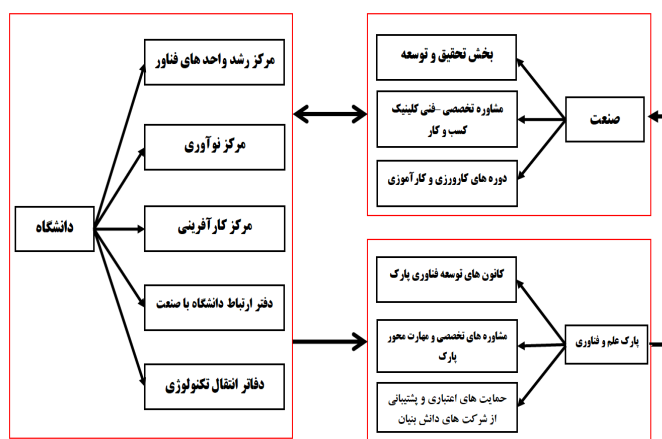 صنعت
بخش تحقیق و توسعه
مشاوره تخصصی –فنی کلینیک
کسب و کار
دوره های کارورزی و کارآموزی
پارک علم و فناوری
کانون های توسعه فناوری پارک
مشاوره های تخصصی و مهارت محور
پارک
حمایت های اعتباری و پشتیبانی
از شرکت های دانش بنیان
دانشگاه
مرکز رشد واحد های فناور
مرکز نوآوری
مرکز کارآفرینی
دفتر ارتباط دانشگاه با صنعت
دفاتر انتقال تکنولوژی